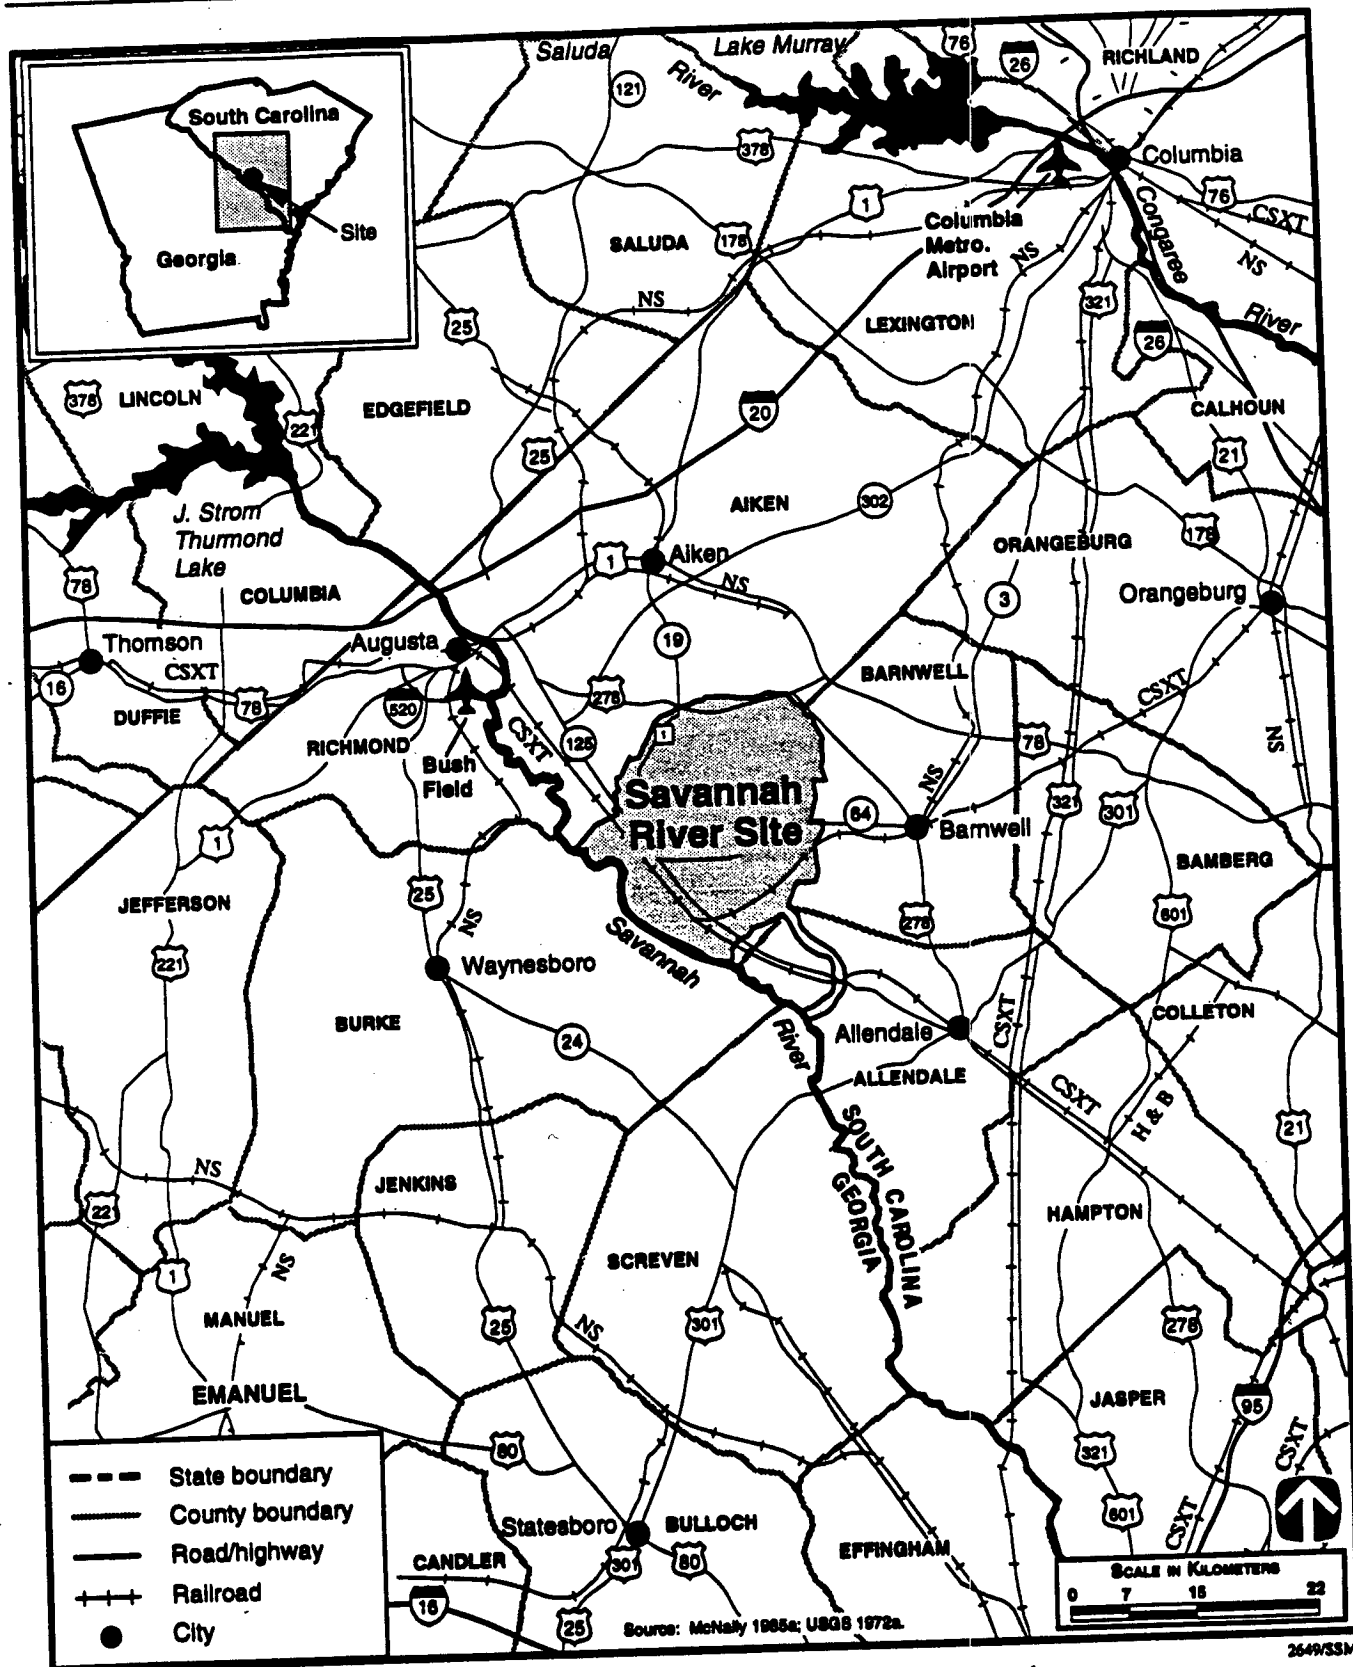 Saluda
River
Lake Murray
76
26
RICHLAND
121
South Carolina
Site
Georgia
378
1
Columbia
76
CSXT
Columbia
Metro.
Airport
NS
Congaree
NS
River
SALUDA
178
NS
25
LEXINGTON
321
26
378
LINCOLN
221
EDGEFIELD
20
CALHOUN
25
21
302
AIKEN
J. Strom
Thurmond
Lake
178
ORANGEBURG
1
Aiken
NS
78
COLUMBIA
3
Orangeburg
Thomson
Augusta
19
CSXT
BARNWELL
CSXT
16
278
78
520
DUFFIE
RICHMOND
CSXT
125
1
78
NS
Bush
Field
NS
Savannah
River Site
64
321
301
Barnwell
1
BAMBERG
JEFFERSON
25
NS
278
601
221
Waynesboro
Savannah
River
BURKE
24
Allendale
CSXT
COLLETON
ALLENDALE
CSXT
H & B
21
SOUTH CAROLINA
GEORGIA
NS
JENKINS
221
HAMPTON
SCREVEN
1
NS
MANUEL
25
NS
301
278
EMANUEL
JASPER
95
80
321
CSXT
State boundary
County boundary
Road/highway
Railroad
City
601
CSXT
Statesboro
BULLOCH
CANDLER
301
80
EFFINGHAM
16
25
SCALE IN KILOMETERS
0 7 15 22
Source: McNally 1985a; USGS 1972a.
2649/SSM